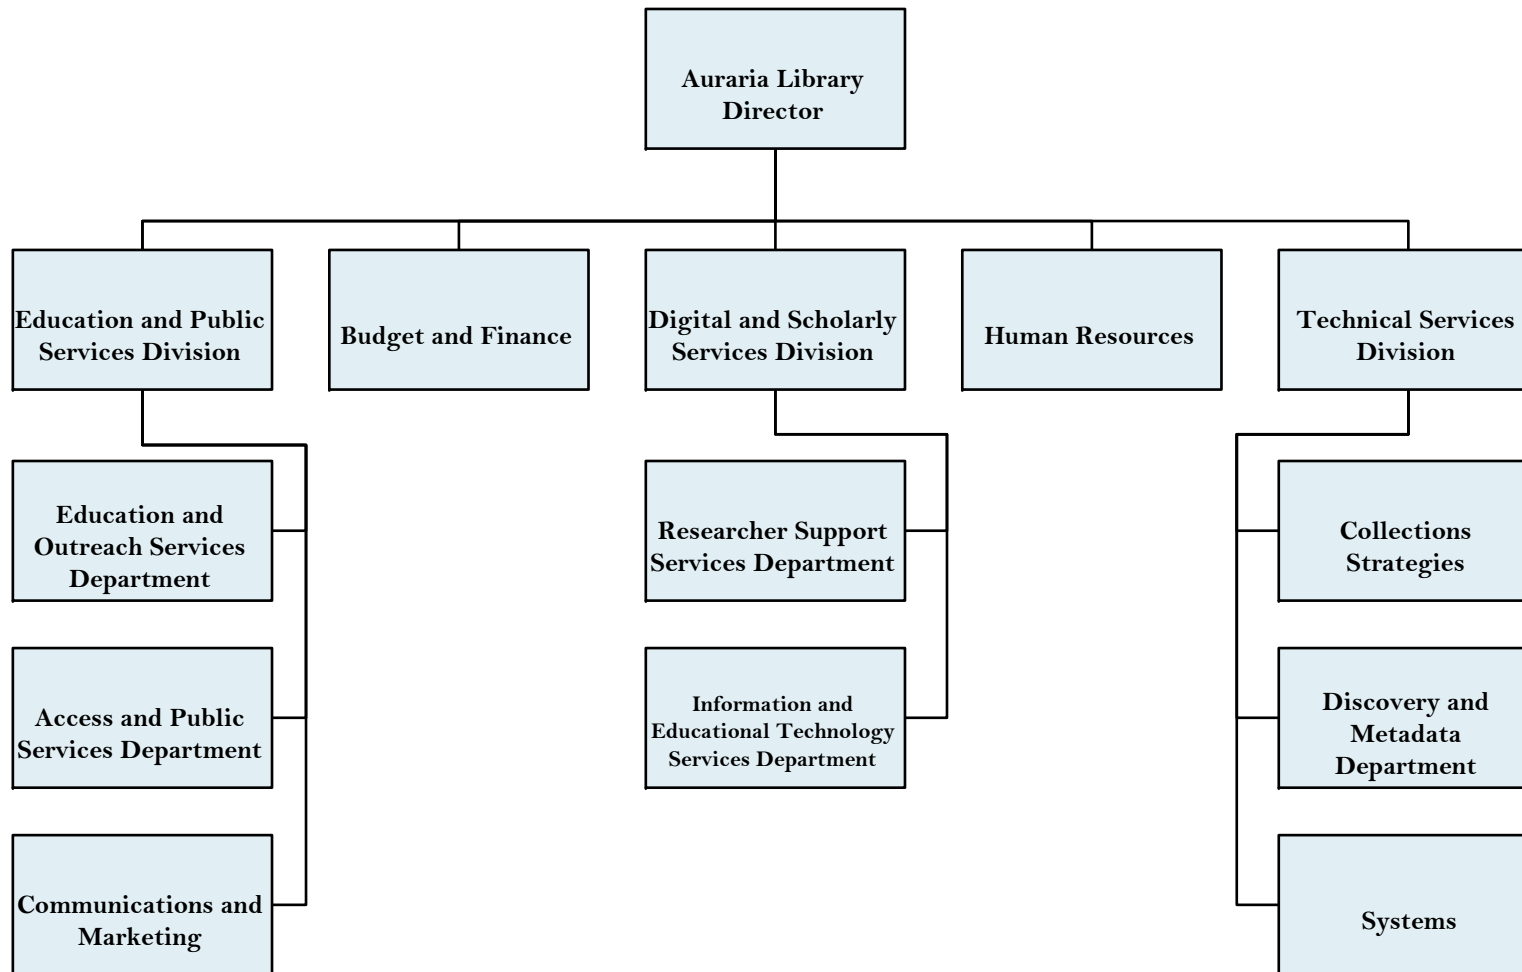 Auraria Library
Director
Education and Public
Services Division
Budget and Finance
Digital and Scholarly
Services Division
Human Resources
Technical Services
Division
Education and
Outreach Services
Department
Researcher Support
Services Department
Collections
Strategies
Access and Public
Services Department
Information and
Educational Technology
Services Department
Discovery and
Metadata
Department
Communications and
Marketing
Systems